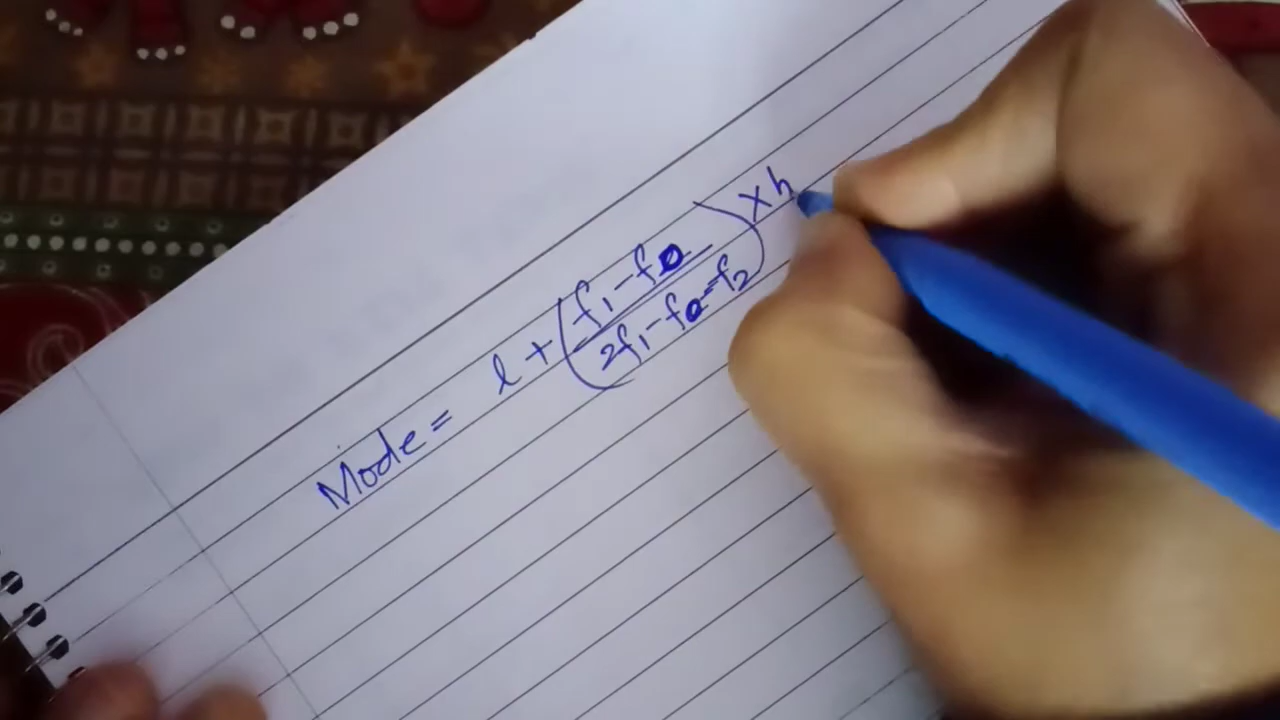 Mode = l + (f₁ - f₀ / 2f₁ - f₀ - f₂) × h